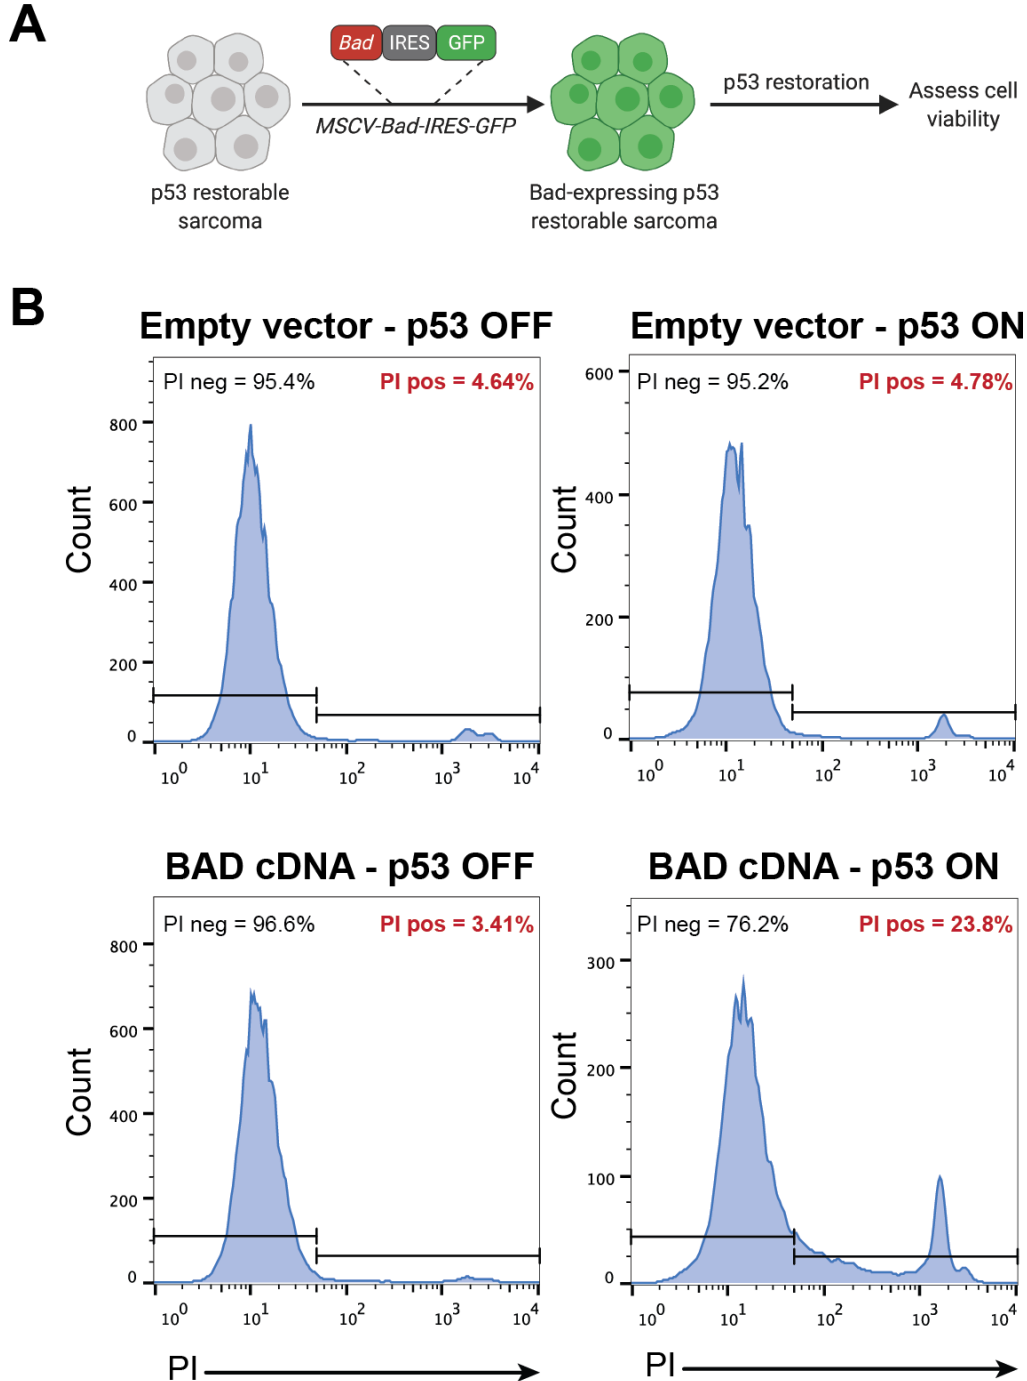 A
Bad IRES GFP
MSCV-Bad-IRES-GFP
p53 restoration
Assess cell
viability
p53 restorable
sarcoma
Bad-expressing p53
restorable sarcoma
B
Empty vector - p53 OFF
PI neg = 95.4%
PI pos = 4.64%
Count
800
600
400
200
0
10^0 10^1 10^2 10^3 10^4
Empty vector - p53 ON
PI neg = 95.2%
PI pos = 4.78%
Count
600
400
200
0
10^0 10^1 10^2 10^3 10^4
BAD cDNA - p53 OFF
PI neg = 96.6%
PI pos = 3.41%
Count
800
600
400
200
0
10^0 10^1 10^2 10^3 10^4
PI
BAD cDNA - p53 ON
PI neg = 76.2%
PI pos = 23.8%
Count
300
200
100
0
10^0 10^1 10^2 10^3 10^4
PI